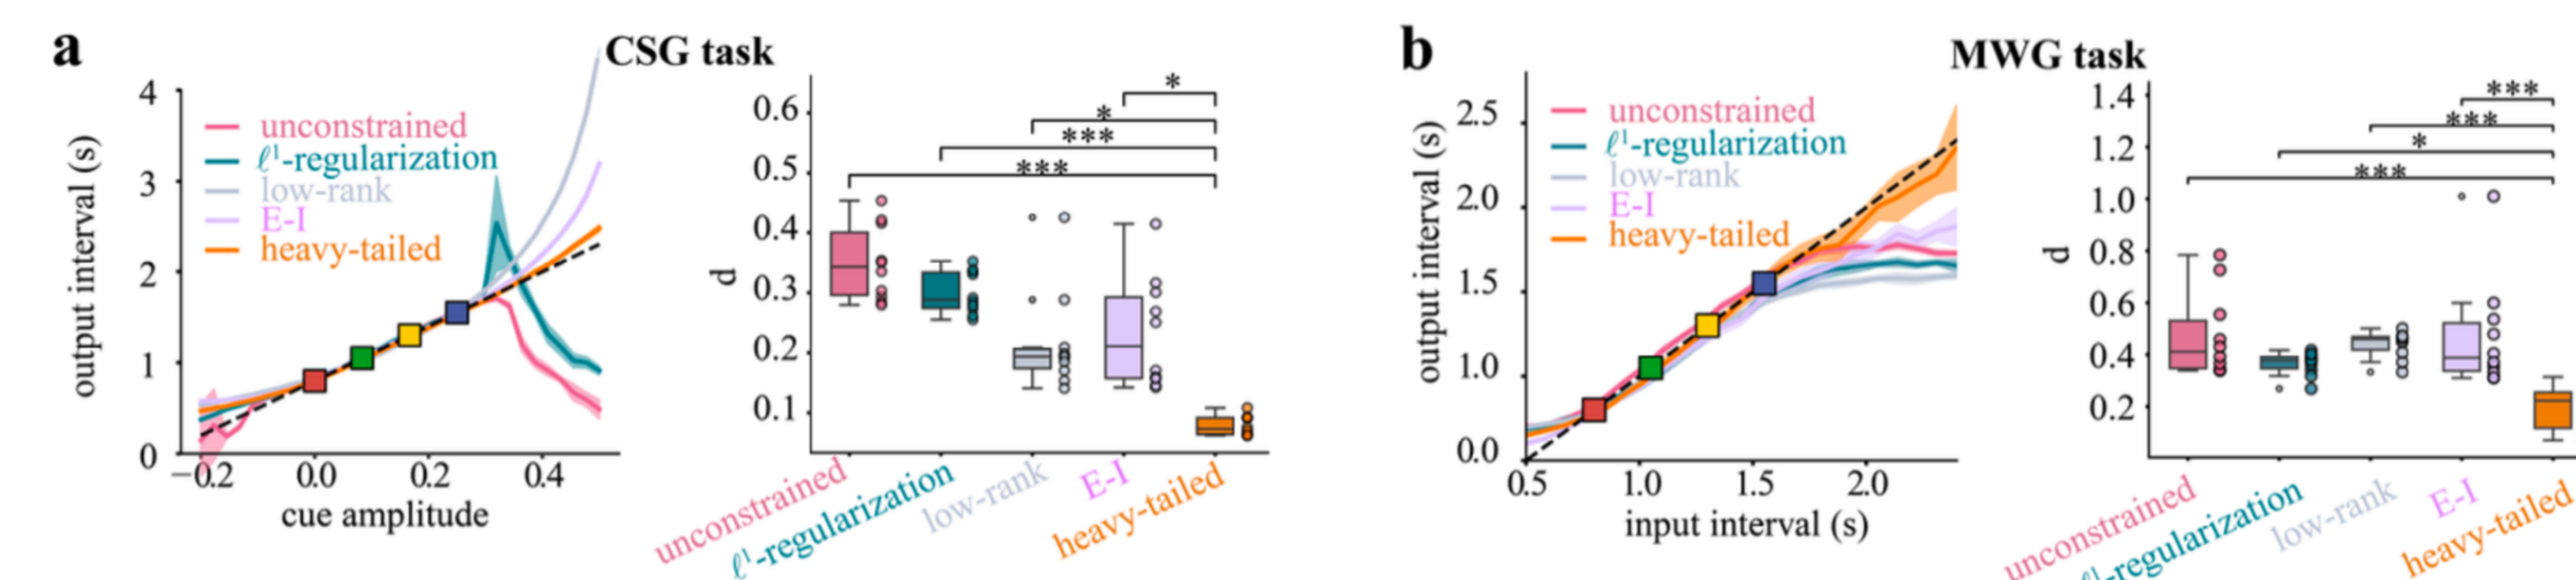 a
CSG task
output interval (s)
4
3
2
1
0
unconstrained
ℓ¹-regularization
low-rank
E-I
heavy-tailed
−0.2 0.0 0.2 0.4
cue amplitude
d
0.6
0.5
0.4
0.3
0.2
0.1
*
*
***
***
unconstrained
ℓ¹-regularization
low-rank
E-I
heavy-tailed
b
MWG task
output interval (s)
2.5
2.0
1.5
1.0
0.0
unconstrained
ℓ¹-regularization
low-rank
E-I
heavy-tailed
0.5 1.0 1.5 2.0
input interval (s)
d
1.4
1.2
1.0
0.8
0.6
0.4
0.2
***
***
*
***
unconstrained
ℓ¹-regularization
low-rank
E-I
heavy-tailed